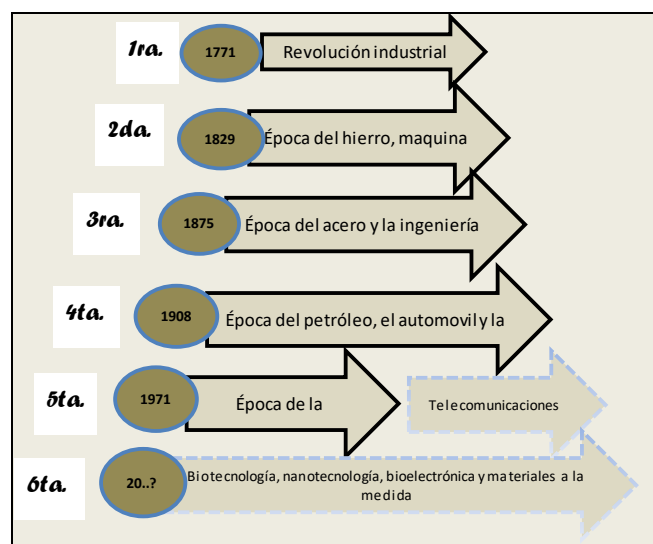 1ra.
1771
Revolución industrial
2da.
1829
Época del hierro, maquina
3ra.
1875
Época del acero y la ingeniería
4ta.
1908
Época del petróleo, el automovil y la
5ta.
1971
Época de la
Telecomunicaciones
6ta.
20..?
Biotecnología, nanotecnología, bioelectrónica y materiales a la
medida